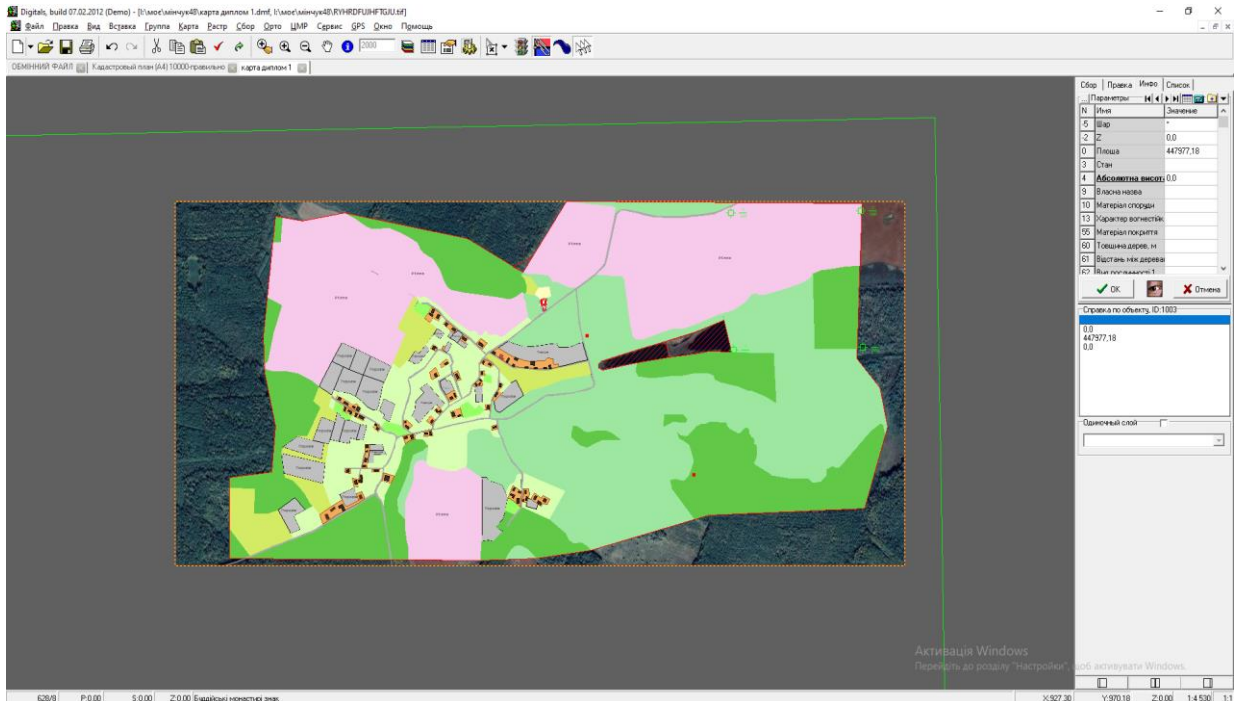 Digitals, build 07.02.2012 (Demo) - [I:\моє\мінчук48\карта диплом 1.dmf, I:\моє\мінчук48\RYHRDFUJHFTGJU.tif]
Файл Правка Вид Вставка Группа Карта Растр Сбор Орто ЦМР Сервис GPS Окно Помощь
2000
ОБМІННИЙ ФАЙЛ Кадастровый план (А4) 10000-правильно карта диплом 1
Сбор Правка Инфо Список
Параметры
N Имя Значение
-5 Шар *
-2 Z 0,0
0 Площа 447977,18
3 Стан
4 Абсолютна висот 0,0
9 Власна назва
10 Матеріал споруди
13 Характер вогнестійк
55 Матеріал покриття
60 Товщина дерев, м
61 Відстань між дерева
OK Отмена
Справка по объекту, ID:1003
0,0
447977,18
0,0
Одиночный слой
Активація Windows
Перейдіть до розділу "Настройки", щоб активувати Windows.
628/8 P:0.00 S:0.00 Z:0.00 Буддійські монастирі знак X:927.30 Y:970.18 Z:0.00 1:4 530 1:1